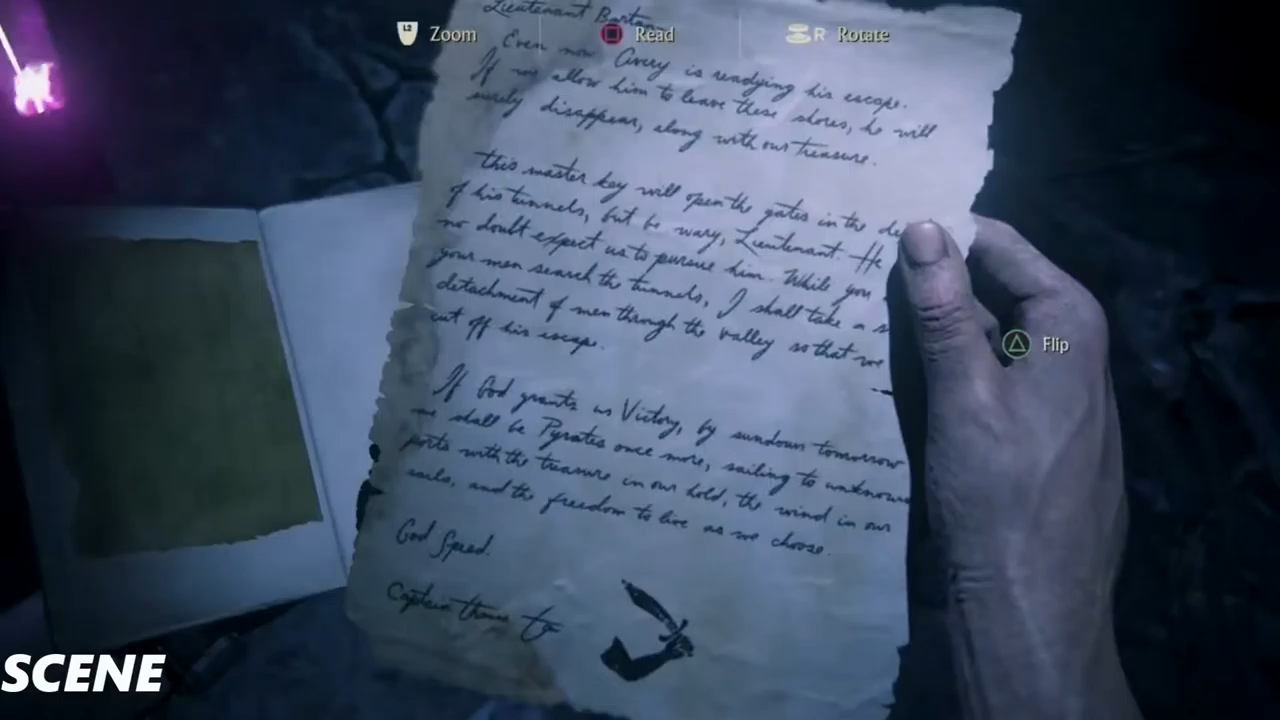 L2 Zoom
Read
R Rotate
Lieutenant Barton
Even now Avery is readying his escape.
If we allow him to leave these shores, he will
surely disappear, along with our treasure.
this master key will open the gates in the
of his tunnels, but be wary, Lieutenant. He
no doubt expect us to pursue him. While you
your men search the tunnels, I shall take a s
detachment of men through the valley so that we
cut off his escape.
If God grants us Victory, by sundown tomorrow
we shall be Pyrates once more, sailing to unknown
ports with the treasure in our hold, the wind in our
sails, and the freedom to live as we choose.
God Speed.
Captain
Flip
SCENE